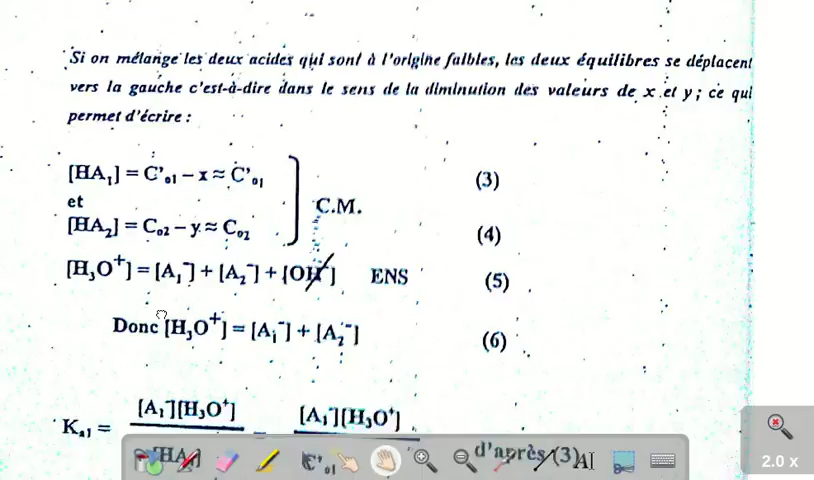 Si on mélange les deux acides qui sont à l'origine faibles, les deux équilibres se déplacent
vers la gauche c'est-à-dire dans le sens de la diminution des valeurs de x et y ; ce qui
permet d'écrire :
[HA₁] = C'₀₁ – x ≈ C'₀₁ (3)
et
C.M.
[HA₂] = C₀₂ – y ≈ C₀₂ (4)
[H₃O⁺] = [A₁⁻] + [A₂⁻] + [OH⁻] ENS (5)
Donc [H₃O⁺] = [A₁⁻] + [A₂⁻] (6)
[A₁⁻][H₃O⁺] [A₁⁻][H₃O⁺]
Kₐ₁ = =
[HA₁] C'₀₁ d'après (3)
2.0 x